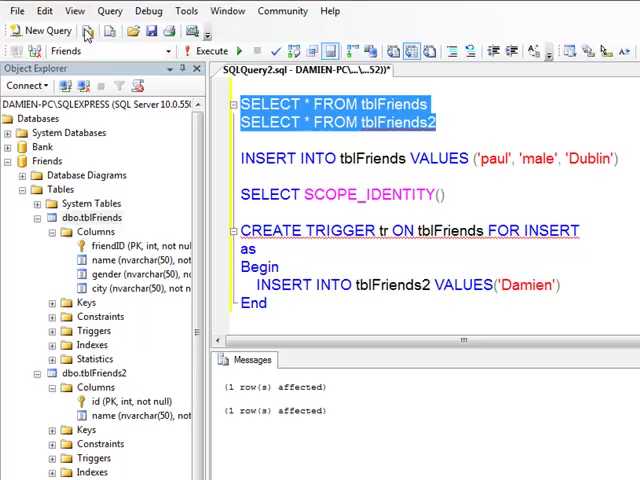 File Edit View Query Debug Tools Window Community Help
New Query
Friends Execute
Object Explorer
SQLQuery2.sql - DAMIEN-PC\...\...52))*
Connect
DAMIEN-PC\SQLEXPRESS (SQL Server 10.0.550
Databases
System Databases
Bank
Friends
Database Diagrams
Tables
System Tables
dbo.tblFriends
Columns
friendID (PK, int, not null
name (nvarchar(50), not n
gender (nvarchar(50), not
city (nvarchar(50), not n
Keys
Constraints
Triggers
Indexes
Statistics
dbo.tblFriends2
Columns
id (PK, int, not null)
name (nvarchar(50), not
Keys
Constraints
Triggers
Indexes
SELECT * FROM tblFriends
SELECT * FROM tblFriends2
INSERT INTO tblFriends VALUES ('paul', 'male', 'Dublin')
SELECT SCOPE_IDENTITY()
CREATE TRIGGER tr ON tblFriends FOR INSERT
as
Begin
INSERT INTO tblFriends2 VALUES('Damien')
End
Messages
(1 row(s) affected)
(1 row(s) affected)